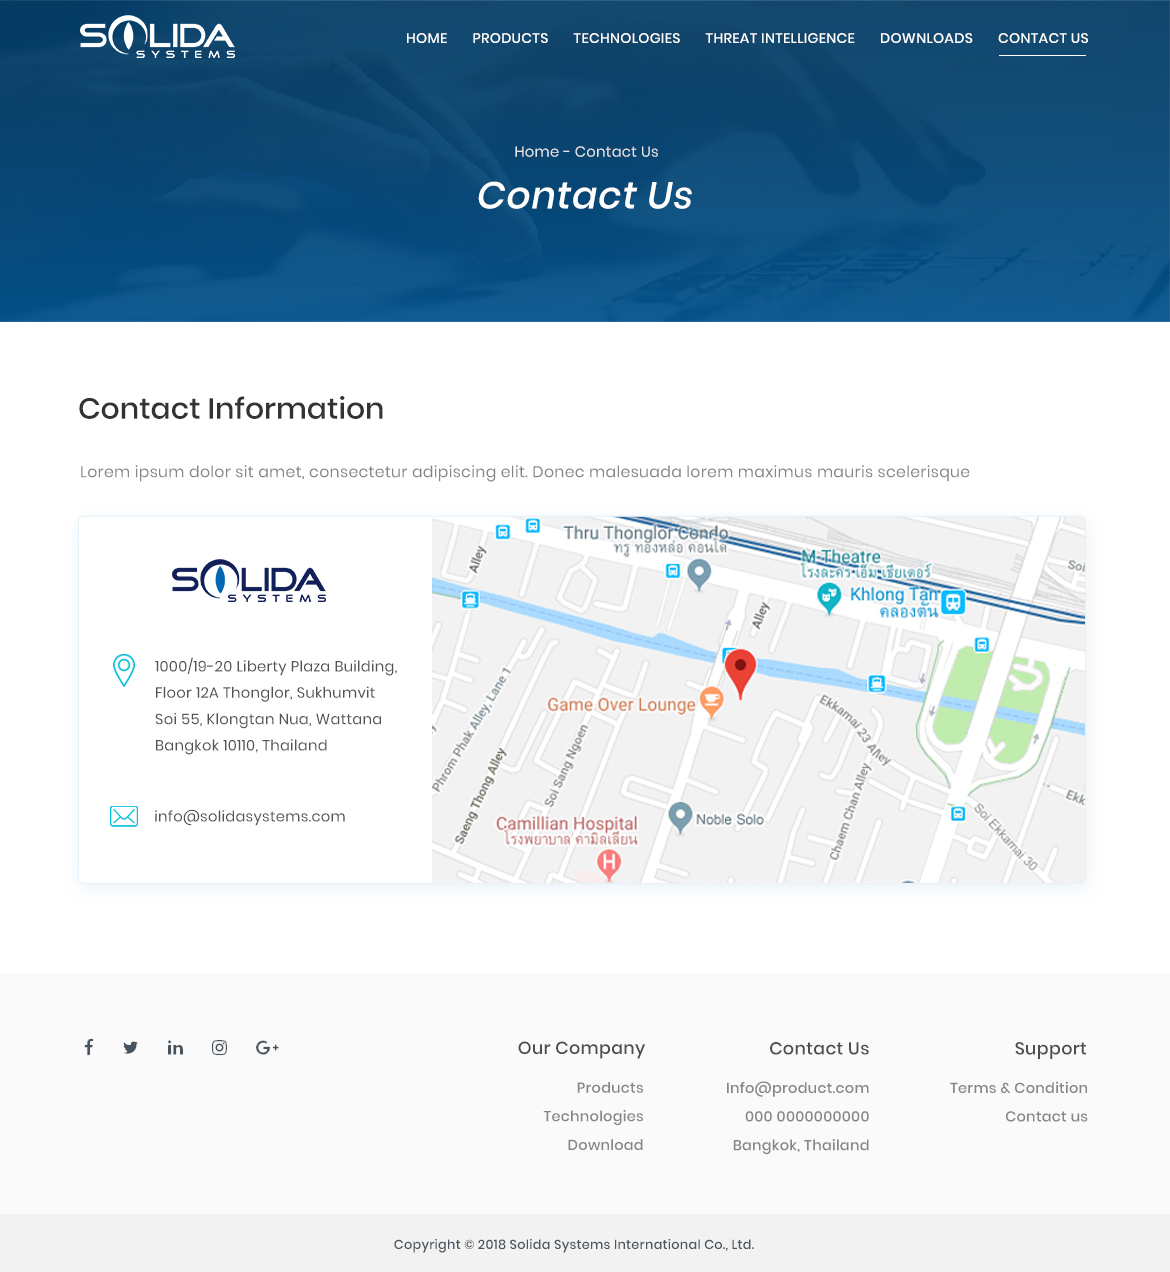 SOLIDA
SYSTEMS
HOME PRODUCTS TECHNOLOGIES THREAT INTELLIGENCE DOWNLOADS CONTACT US
Home - Contact Us
Contact Us
Contact Information
Lorem ipsum dolor sit amet, consectetur adipiscing elit. Donec malesuada lorem maximus mauris scelerisque
SOLIDA
SYSTEMS
1000/19-20 Liberty Plaza Building,
Floor 12A Thonglor, Sukhumvit
Soi 55, Klongtan Nua, Wattana
Bangkok 10110, Thailand
info@solidasystems.com
Thru Thonglor Condo
ทรู ทองหล่อ คอนโด
Alley
M Theatre
โรงละคร เอ็ม เธียเตอร์
Soi
Khlong Tan
คลองตัน
Alley
Game Over Lounge
Phrom Phak Alley, Lane 1
Ekkamai 23 Alley
Soi Sang Ngoen
Saeng Thong Alley
Chaem Chan Alley
Ekk
Camillian Hospital
โรงพยาบาล คามิลเลียน
H
Noble Solo
Soi Ekkamai 30
f in G+
Our Company
Products
Technologies
Download
Contact Us
Info@product.com
000 0000000000
Bangkok, Thailand
Support
Terms & Condition
Contact us
Copyright © 2018 Solida Systems International Co., Ltd.